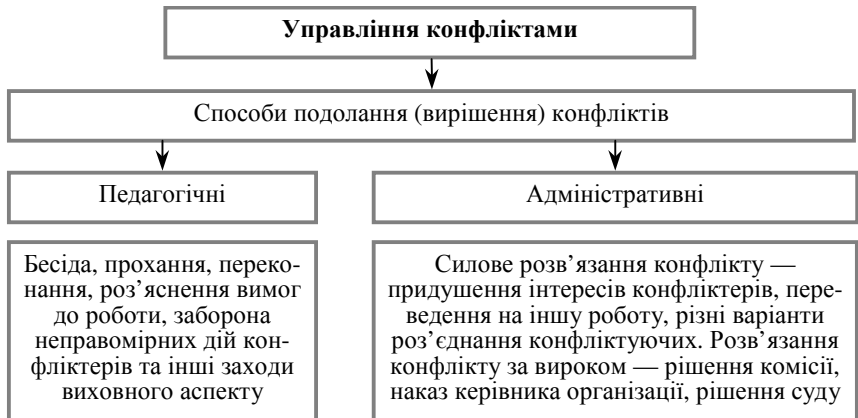 Управління конфліктами
Способи подолання (вирішення) конфліктів
Педагогічні
Адміністративні
Бесіда, прохання, переко-
нання, роз’яснення вимог
до роботи, заборона
неправомірних дій кон-
фліктерів та інші заходи
виховного аспекту
Силове розв’язання конфлікту —
придушення інтересів конфліктерів, пере-
ведення на іншу роботу, різні варіанти
роз’єднання конфліктуючих. Розв’язання
конфлікту за вироком — рішення комісії,
наказ керівника організації, рішення суду